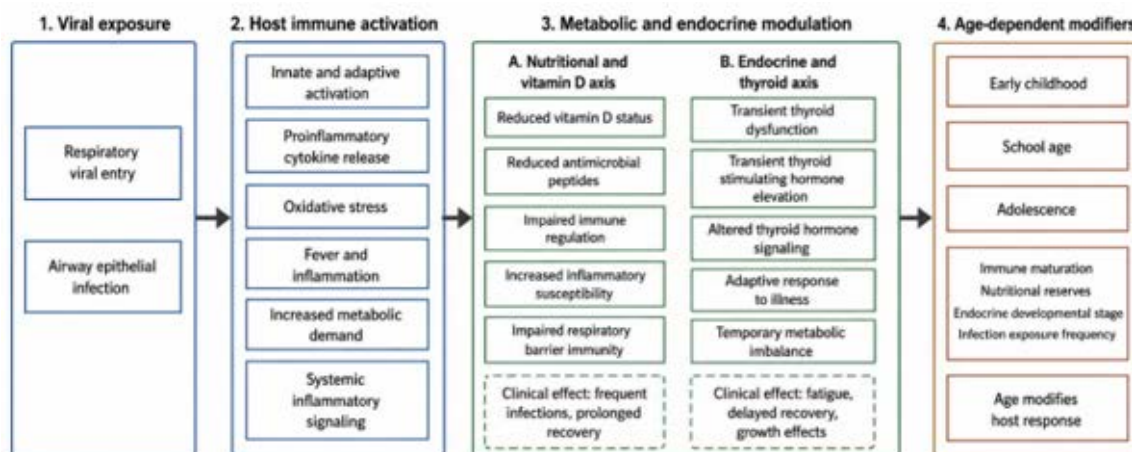 1. Viral exposure
Respiratory
viral entry
Airway epithelial
infection
2. Host immune activation
Innate and adaptive
activation
Proinflammatory
cytokine release
Oxidative stress
Fever and
inflammation
Increased metabolic
demand
Systemic
inflammatory
signaling
3. Metabolic and endocrine modulation
A. Nutritional and
vitamin D axis
Reduced vitamin D status
Reduced antimicrobial
peptides
Impaired immune
regulation
Increased inflammatory
susceptibility
Impaired respiratory
barrier immunity
Clinical effect: frequent
infections, prolonged
recovery
B. Endocrine and
thyroid axis
Transient thyroid
dysfunction
Transient thyroid
stimulating hormone
elevation
Altered thyroid hormone
signaling
Adaptive response
to illness
Temporary metabolic
imbalance
Clinical effect: fatigue,
delayed recovery,
growth effects
4. Age-dependent modifiers
Early childhood
School age
Adolescence
Immune maturation
Nutritional reserves
Endocrine developmental stage
Infection exposure frequency
Age modifies
host response